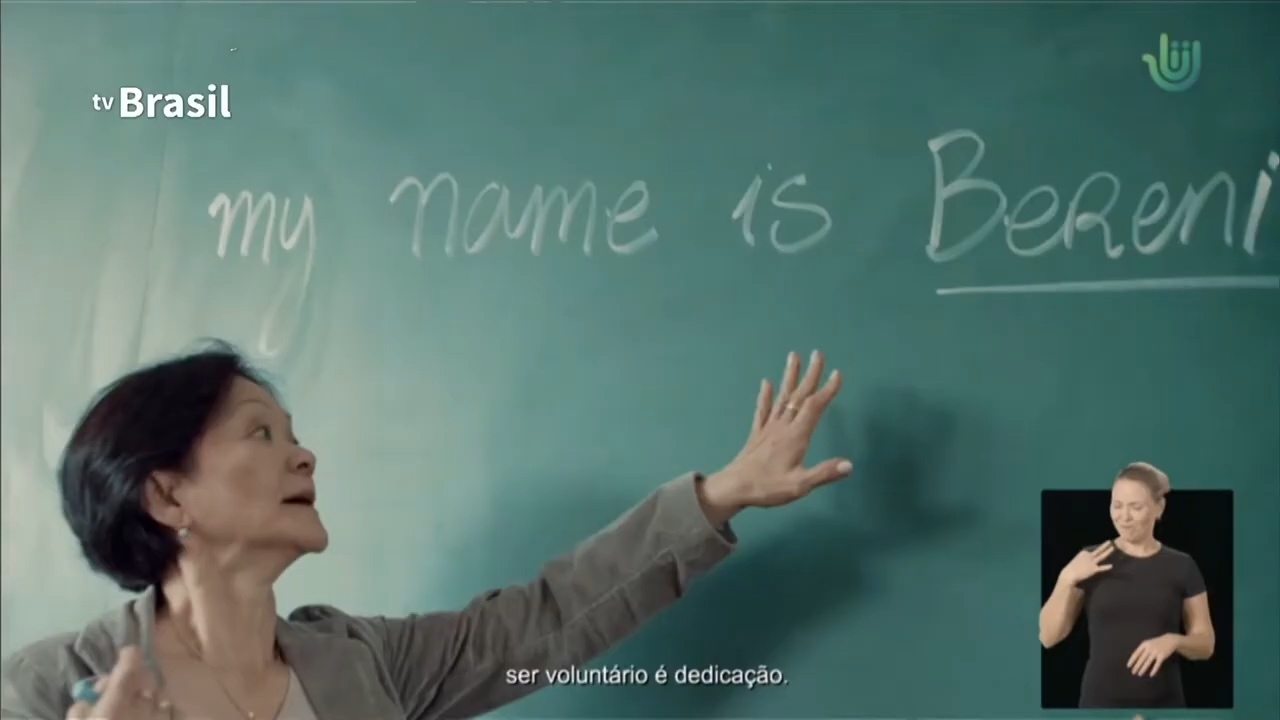 tv Brasil
my name is Bereni
ser voluntário é dedicação.